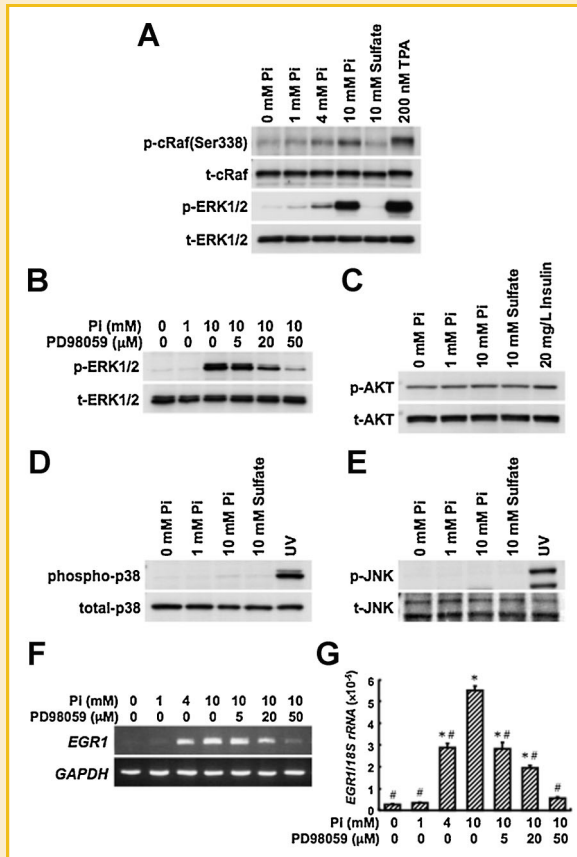 A
0 mM Pi
1 mM Pi
4 mM Pi
10 mM Pi
10 mM Sulfate
200 nM TPA
p-cRaf(Ser338)
t-cRaf
p-ERK1/2
t-ERK1/2
B
Pi (mM) 0 1 10 10 10 10
PD98059 (μM) 0 0 0 5 20 50
p-ERK1/2
t-ERK1/2
C
0 mM Pi
1 mM Pi
10 mM Pi
10 mM Sulfate
20 mg/L Insulin
p-AKT
t-AKT
D
0 mM Pi
1 mM Pi
10 mM Pi
10 mM Sulfate
UV
phospho-p38
total-p38
E
0 mM Pi
1 mM Pi
10 mM Pi
10 mM Sulfate
UV
p-JNK
t-JNK
F
Pi (mM) 0 1 4 10 10 10 10
PD98059 (μM) 0 0 0 0 5 20 50
EGR1
GAPDH
G
EGR1/18S rRNA (x10⁻⁵)
6
5
4
3
2
1
0
# # *# * *# *# #
Pi (mM) 0 1 4 10 10 10 10
PD98059 (μM) 0 0 0 0 5 20 50